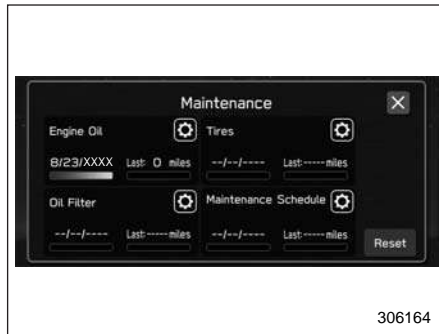 Maintenance
Engine Oil
Tires
8/23/XXXX Last: 0 miles
--/--/---- Last:-----miles
Oil Filter
Maintenance Schedule
--/--/---- Last:-----miles
--/--/---- Last:-----miles
Reset
306164